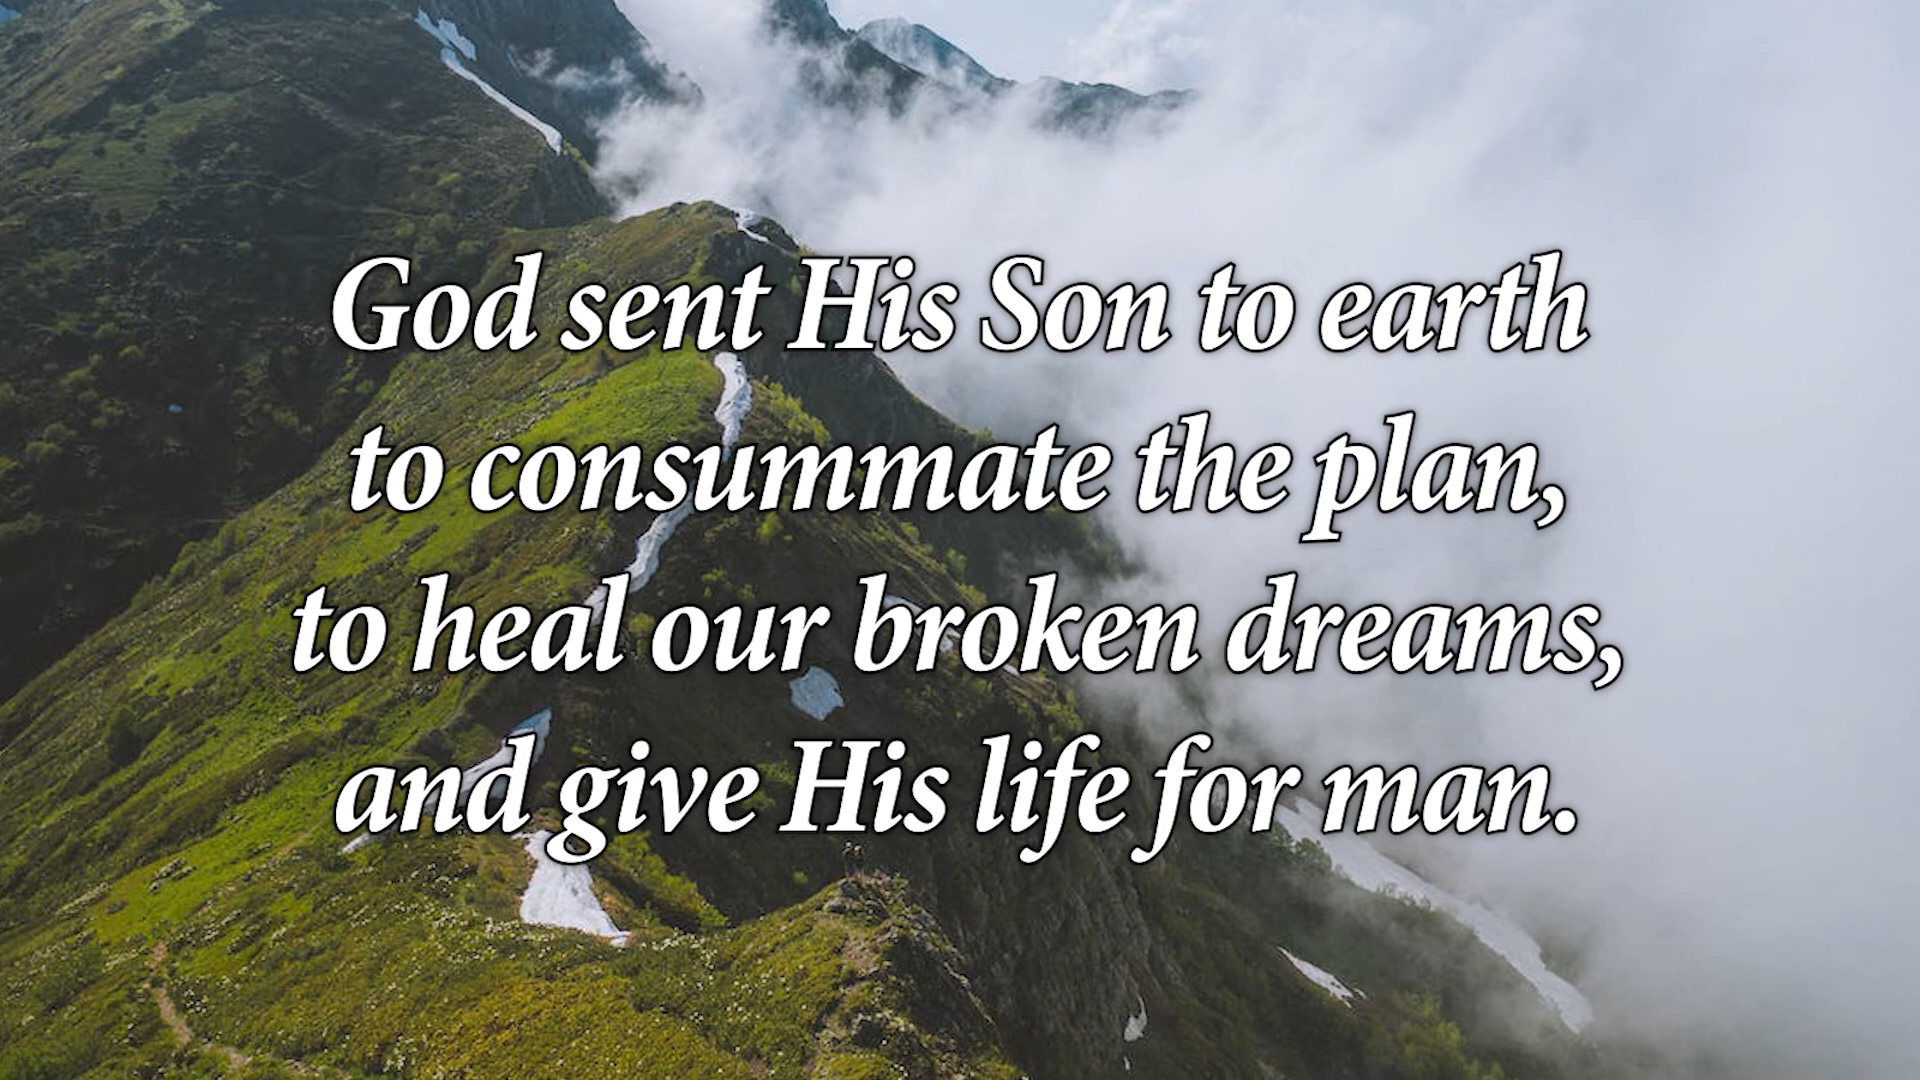 God sent His Son to earth
to consummate the plan,
to heal our broken dreams,
and give His life for man.